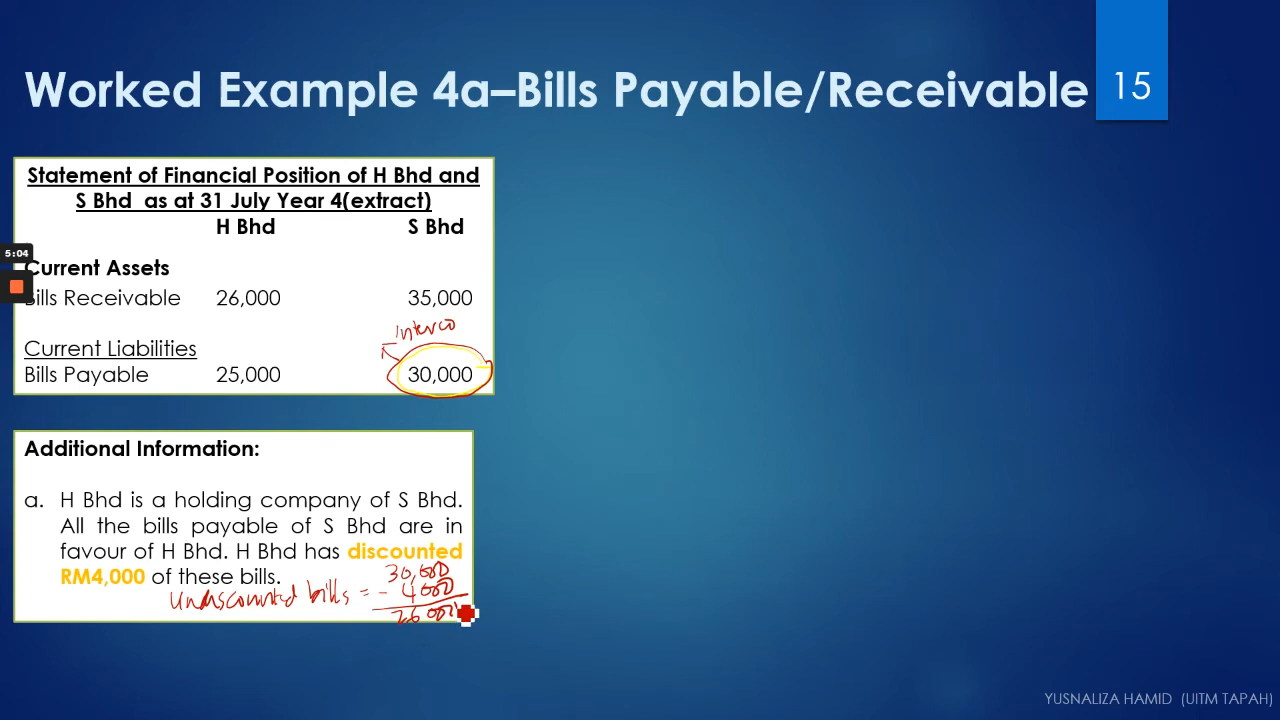 Worked Example 4a–Bills Payable/Receivable
15
Statement of Financial Position of H Bhd and
S Bhd as at 31 July Year 4(extract)
H Bhd S Bhd
5:04
Current Assets
Bills Receivable 26,000 35,000
interco
Current Liabilities
Bills Payable 25,000 30,000
Additional Information:
a. H Bhd is a holding company of S Bhd.
All the bills payable of S Bhd are in
favour of H Bhd. H Bhd has discounted
RM4,000 of these bills.
30,000
Undiscounted bills = - 4000
26 000
YUSNALIZA HAMID (UITM TAPAH)